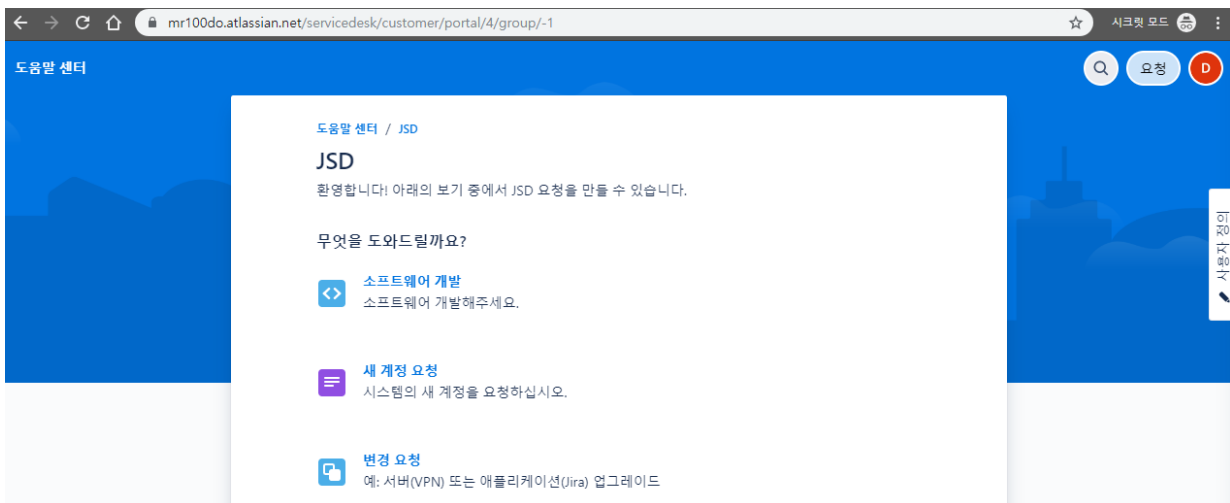 mr100do.atlassian.net/servicedesk/customer/portal/4/group/-1
시크릿 모드
도움말 센터
요청
D
도움말 센터 / JSD
JSD
환영합니다! 아래의 보기 중에서 JSD 요청을 만들 수 있습니다.
사용자 정의
무엇을 도와드릴까요?
소프트웨어 개발
소프트웨어 개발해주세요.
새 계정 요청
시스템의 새 계정을 요청하십시오.
변경 요청
예: 서버(VPN) 또는 애플리케이션(Jira) 업그레이드